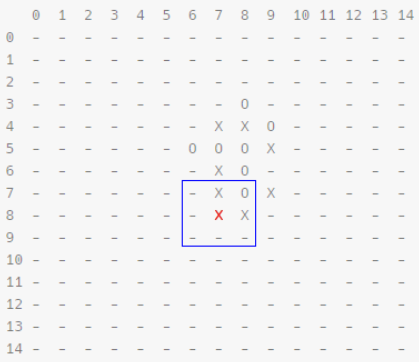 0 1 2 3 4 5 6 7 8 9 10 11 12 13 14
0 - - - - - - - - - - - - - - -
1 - - - - - - - - - - - - - - -
2 - - - - - - - - - - - - - - -
3 - - - - - - - - O - - - - - -
4 - - - - - - - X X O - - - - -
5 - - - - - - O O O X - - - - -
6 - - - - - - - X O - - - - - -
7 - - - - - - - X O X - - - - -
8 - - - - - - - X X - - - - - -
9 - - - - - - - - - - - - - - -
10 - - - - - - - - - - - - - - -
11 - - - - - - - - - - - - - - -
12 - - - - - - - - - - - - - - -
13 - - - - - - - - - - - - - - -
14 - - - - - - - - - - - - - - -